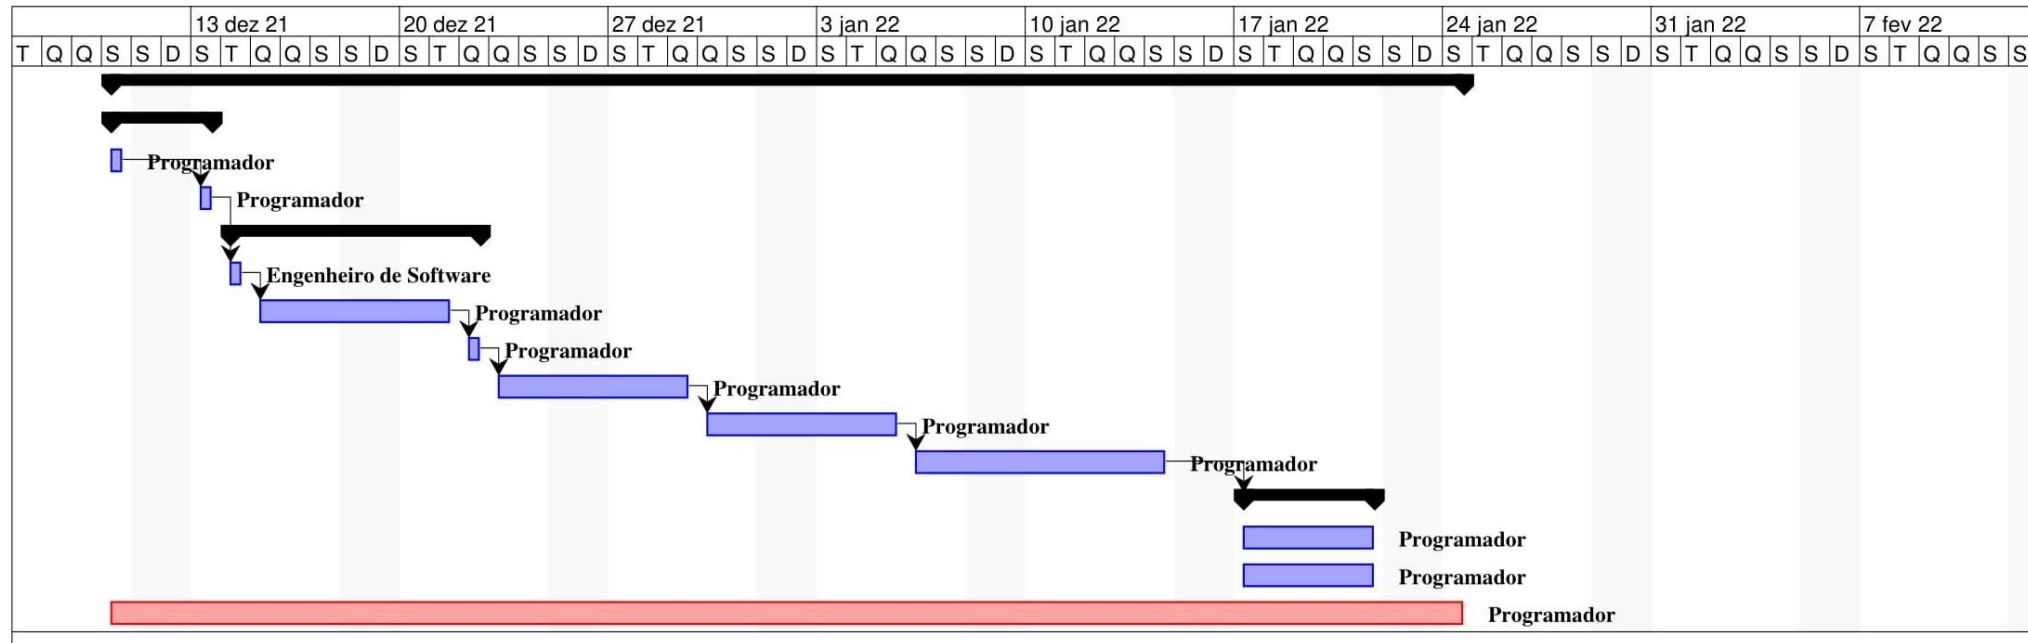 13 dez 21 20 dez 21 27 dez 21 3 jan 22 10 jan 22 17 jan 22 24 jan 22 31 jan 22 7 fev 22
T Q Q S S D S T Q Q S S D S T Q Q S S D S T Q Q S S D S T Q Q S S D S T Q Q S S D S T Q Q S S D S T Q Q S S D S T Q Q S S D S T Q Q S S
Programador
Programador
Engenheiro de Software
Programador
Programador
Programador
Programador
Programador
Programador
Programador
Programador